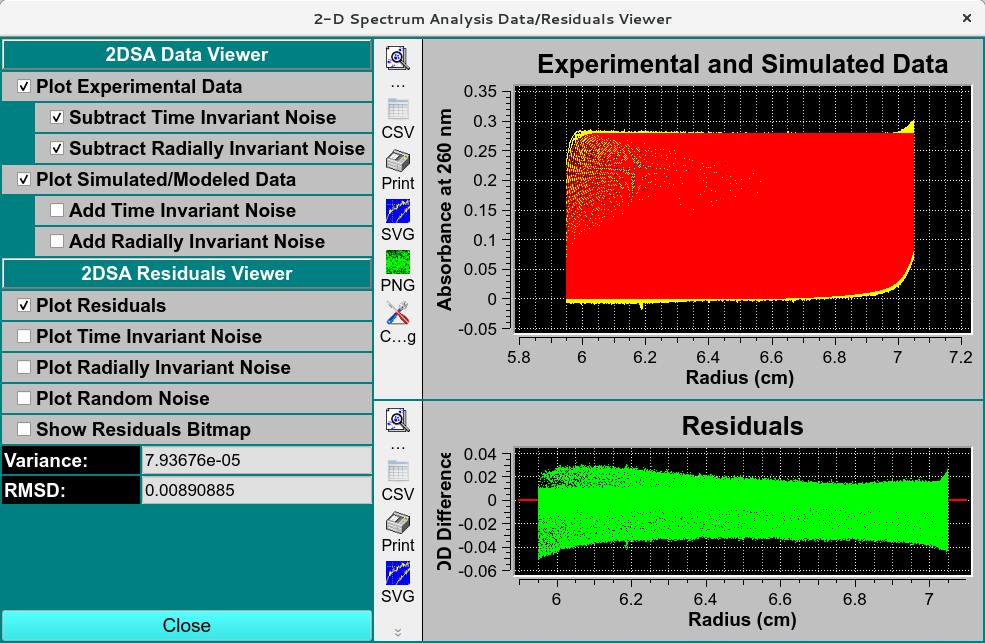 2-D Spectrum Analysis Data/Residuals Viewer
×
2DSA Data Viewer
Plot Experimental Data
Subtract Time Invariant Noise
Subtract Radially Invariant Noise
Plot Simulated/Modeled Data
Add Time Invariant Noise
Add Radially Invariant Noise
2DSA Residuals Viewer
Plot Residuals
Plot Time Invariant Noise
Plot Radially Invariant Noise
Plot Random Noise
Show Residuals Bitmap
Variance: 7.93676e-05
RMSD: 0.00890885
Close
...
CSV
Print
SVG
PNG
C...g
Experimental and Simulated Data
Absorbance at 260 nm
0.35
0.3
0.25
0.2
0.15
0.1
0.05
0
-0.05
5.8 6 6.2 6.4 6.6 6.8 7 7.2
Radius (cm)
...
CSV
Print
SVG
Residuals
OD Difference
0.04
0.02
0
-0.02
-0.04
-0.06
6 6.2 6.4 6.6 6.8 7
Radius (cm)